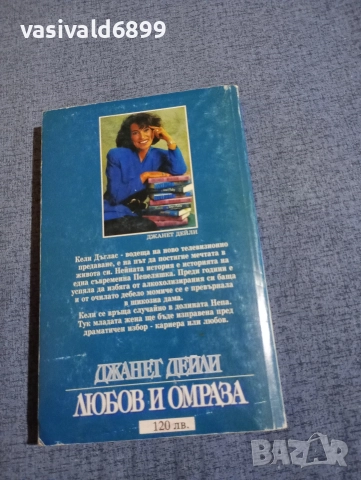 vasivald6899
ДЖАНЕТ ДЕЙЛИ
Кели Дъглас - водеща на ново телевизионно
предаване, е на път да постигне мечтата в
живота си. Нейната история е историята на
една съвременна Пепеляшка. Преди години е
успяла да избяга от алкохолизирания си баща
и от очилато дебело момиче се е превърнала
в шикозна дама.
Кели се връща случайно в долината Непа.
Тук младата жена ще бъде изправена пред
драматичен избор - кариера или любов.
ДЖАНЕТ ДЕЙЛИ
ЛЮБОВ И ОМРАЗА
120 лв.
BAZAR